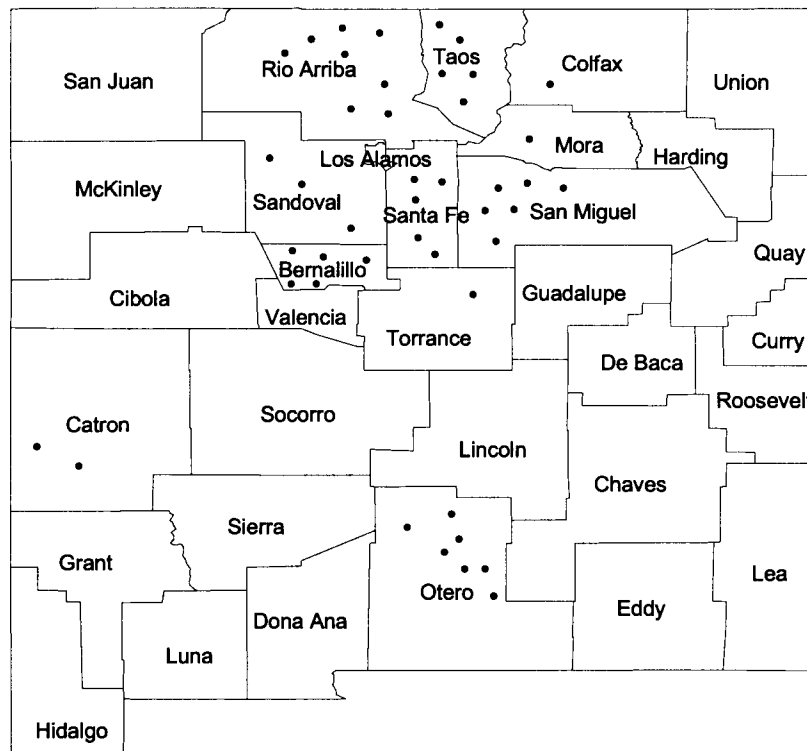 San Juan
Rio Arriba
Taos
Colfax
Union
Los Alamos
Mora
Harding
McKinley
Sandoval
Santa Fe
San Miguel
Quay
Bernalillo
Cibola
Valencia
Guadalupe
Torrance
Curry
De Baca
Roosevelt
Catron
Socorro
Lincoln
Chaves
Sierra
Grant
Otero
Lea
Dona Ana
Eddy
Luna
Hidalgo